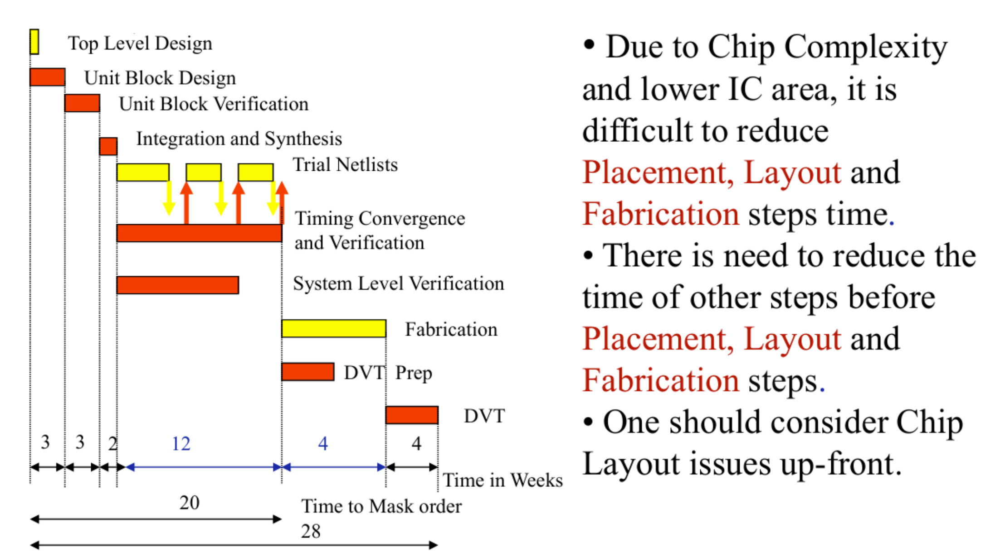 Top Level Design
Unit Block Design
Unit Block Verification
Integration and Synthesis
Trial Netlists
Timing Convergence
and Verification
System Level Verification
Fabrication
DVT Prep
DVT
3 3 2 12 4 4
Time in Weeks
20
Time to Mask order
28
• Due to Chip Complexity
and lower IC area, it is
difficult to reduce
Placement, Layout and
Fabrication steps time.
• There is need to reduce the
time of other steps before
Placement, Layout and
Fabrication steps.
• One should consider Chip
Layout issues up-front.